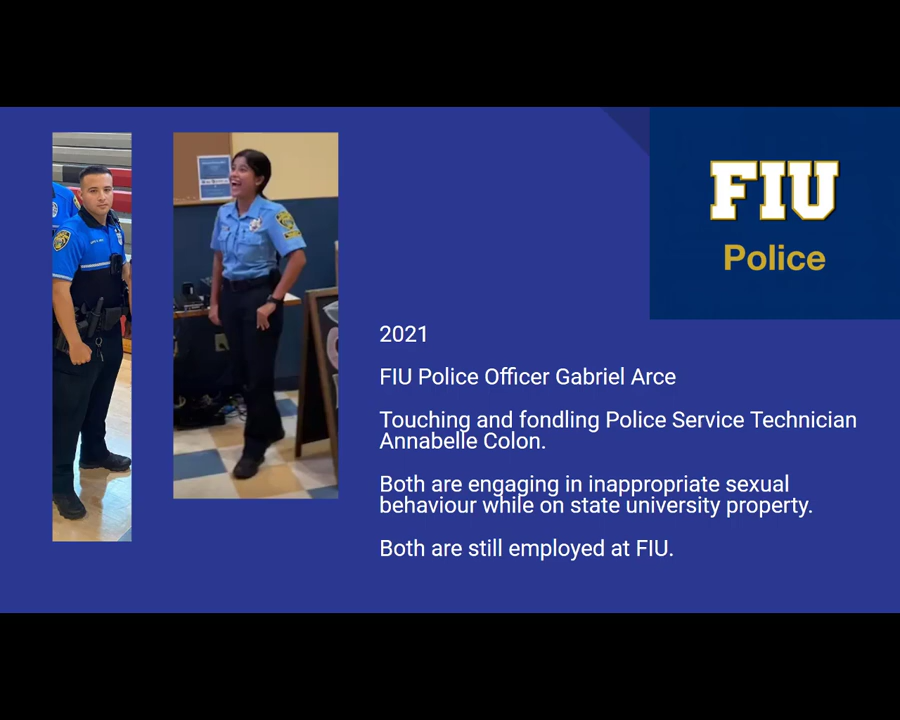 FIU
Police
2021
FIU Police Officer Gabriel Arce
Touching and fondling Police Service Technician
Annabelle Colon.
Both are engaging in inappropriate sexual
behaviour while on state university property.
Both are still employed at FIU.